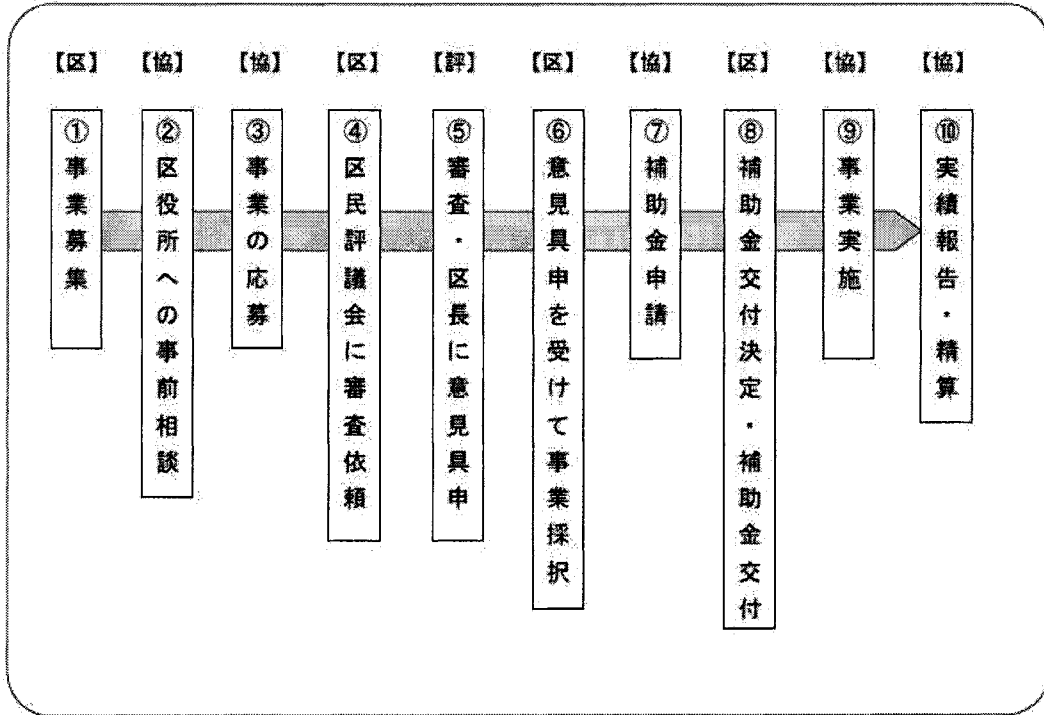 【区】 【協】 【協】 【区】 【評】 【区】 【協】 【区】 【協】 【協】
①事業募集
②区役所への事前相談
③事業の応募
④区民評議会に審査依頼
⑤審査・区長に意見具申
⑥意見具申を受けて事業採択
⑦補助金申請
⑧補助金交付決定・補助金交付
⑨事業実施
⑩実績報告・精算